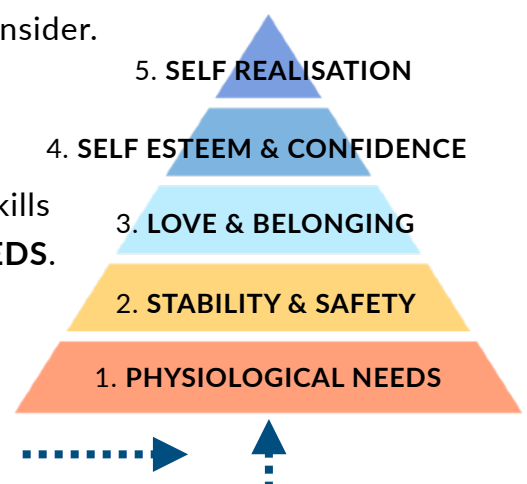 nsider.
5. SELF REALISATION
4. SELF ESTEEM & CONFIDENCE
kills
3. LOVE & BELONGING
EDS.
2. STABILITY & SAFETY
1. PHYSIOLOGICAL NEEDS